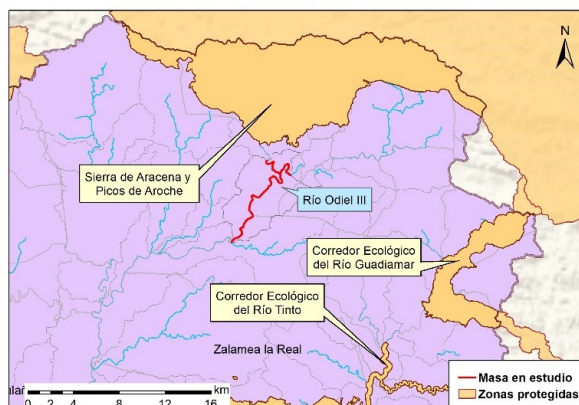 N
Sierra de Aracena y
Picos de Aroche
Río Odiel III
Corredor Ecológico
del Río Guadiamar
Corredor Ecológico
del Río Tinto
Zalamea la Real
km
0 2 4 8 12 16
Masa en estudio
Zonas protegidas